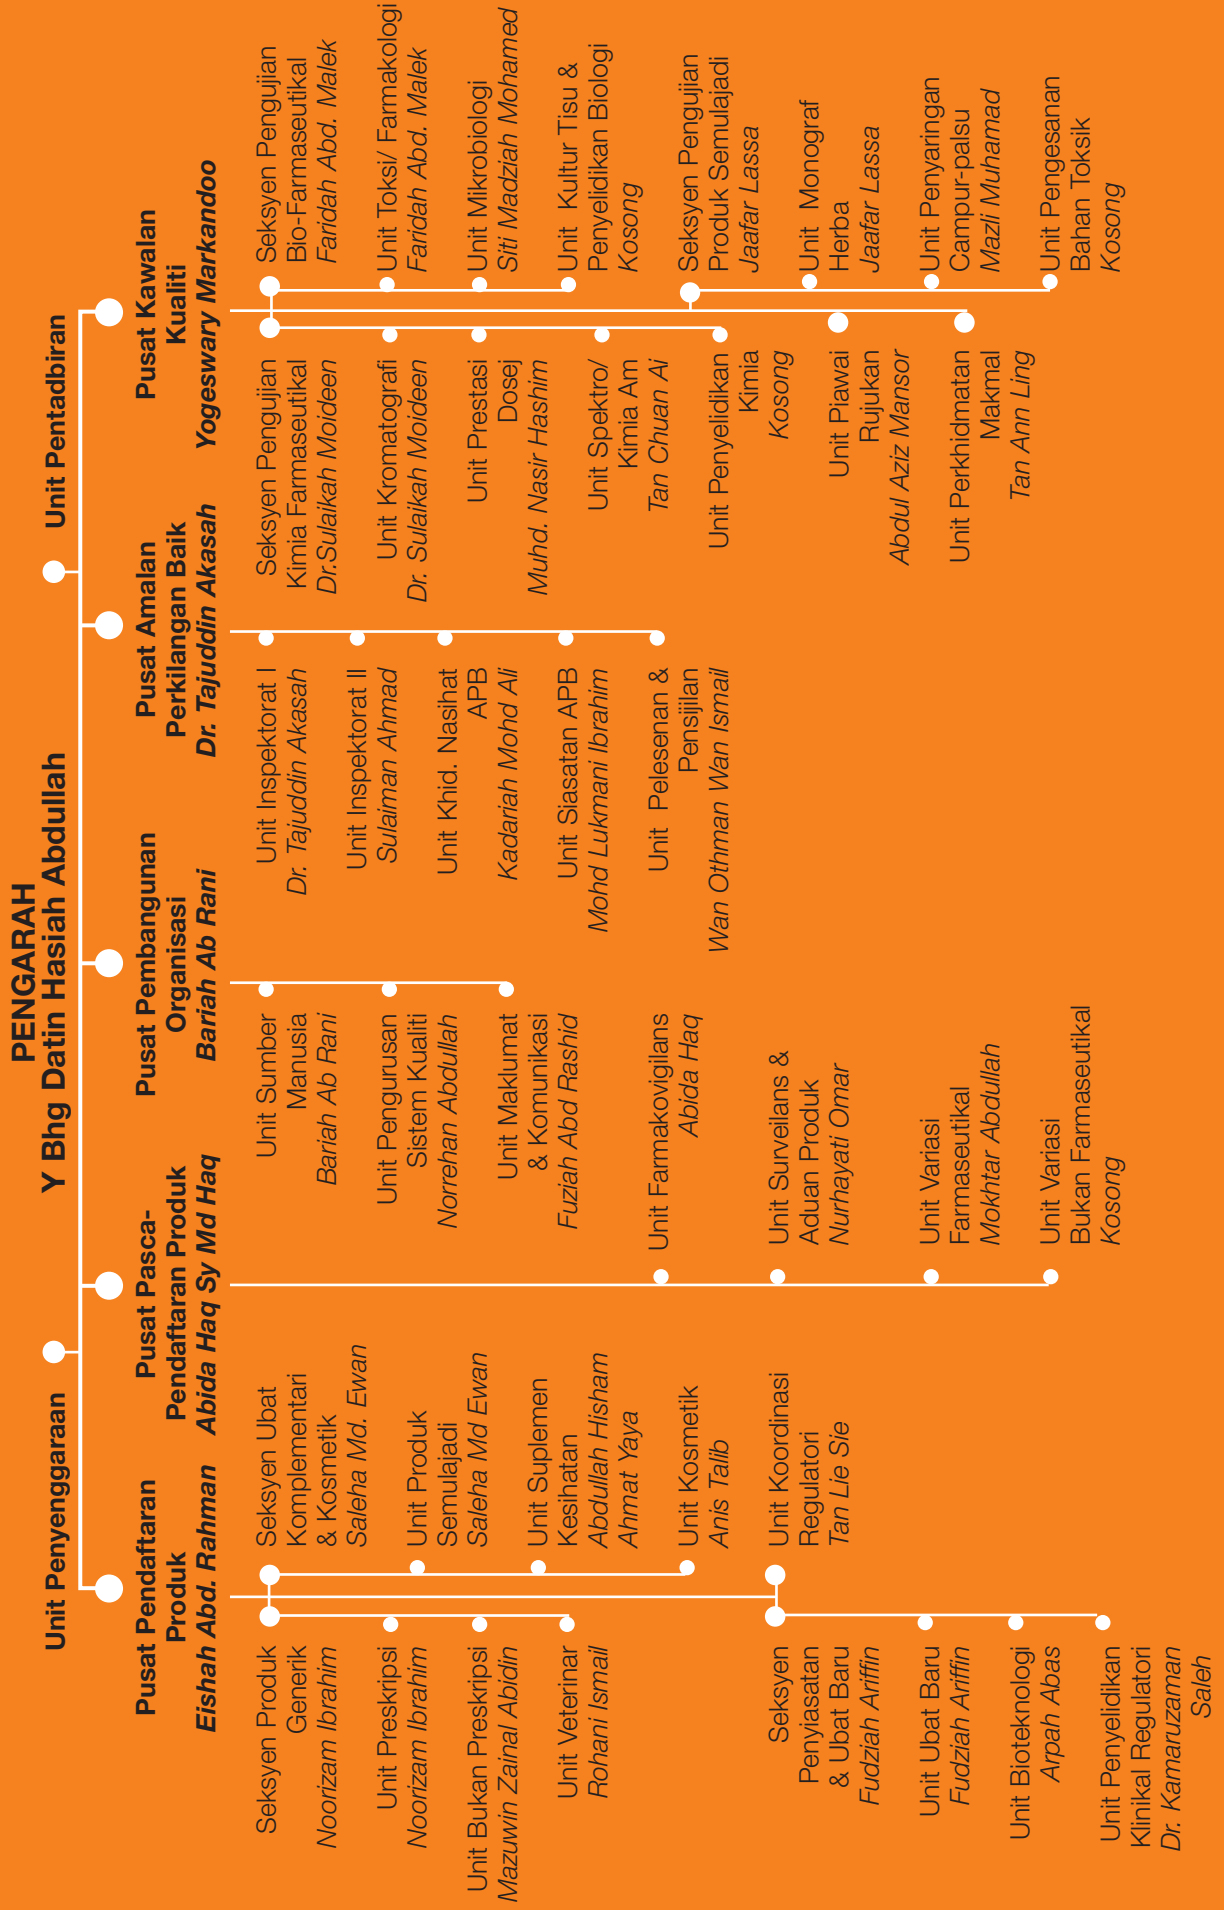 PENGARAH
Y Bhg Datin Hasiah Abdullah
Unit Penyenggaraan
Unit Pentadbiran
Pusat Pendaftaran
Produk
Eishah Abd. Rahman
Seksyen Produk
Generik
Noorizam Ibrahim
Unit Preskripsi
Noorizam Ibrahim
Unit Bukan Preskripsi
Mazuwin Zainal Abidin
Unit Veterinar
Rohani Ismail
Seksyen
Penyiasatan
& Ubat Baru
Fudziah Ariffin
Unit Ubat Baru
Fudziah Ariffin
Unit Bioteknologi
Arpah Abas
Unit Penyelidikan
Klinikal Regulatori
Dr. Kamaruzaman
Saleh
Seksyen Ubat
Komplementari
& Kosmetik
Saleha Md. Ewan
Unit Produk
Semulajadi
Saleha Md Ewan
Unit Suplemen
Kesihatan
Abdullah Hisham
Ahmat Yaya
Unit Kosmetik
Anis Talib
Unit Koordinasi
Regulatori
Tan Lie Sie
Pusat Pasca-
Pendaftaran Produk
Abida Haq Sy Md Haq
Unit Farmakovigilans
Abida Haq
Unit Surveilans &
Aduan Produk
Nurhayati Omar
Unit Variasi
Farmaseutikal
Mokhtar Abdullah
Unit Variasi
Bukan Farmaseutikal
Kosong
Pusat Pembangunan
Organisasi
Bariah Ab Rani
Unit Sumber
Manusia
Bariah Ab Rani
Unit Pengurusan
Sistem Kualiti
Norrehan Abdullah
Unit Maklumat
& Komunikasi
Fuziah Abd Rashid
Pusat Amalan
Perkilangan Baik
Dr. Tajuddin Akasah
Unit Inspektorat I
Dr. Tajuddin Akasah
Unit Inspektorat II
Sulaiman Ahmad
Unit Khid. Nasihat
APB
Kadariah Mohd Ali
Unit Siasatan APB
Mohd Lukmani Ibrahim
Unit Pelesenan &
Pensijilan
Wan Othman Wan Ismail
Pusat Kawalan
Kualiti
Yogeswary Markandoo
Seksyen Pengujian
Kimia Farmaseutikal
Dr.Sulaikah Moideen
Unit Kromatografi
Dr. Sulaikah Moideen
Unit Prestasi
Dosej
Muhd. Nasir Hashim
Unit Spektro/
Kimia Am
Tan Chuan Ai
Unit Penyelidikan
Kimia
Kosong
Unit Piawai
Rujukan
Abdul Aziz Mansor
Unit Perkhidmatan
Makmal
Tan Ann Ling
Seksyen Pengujian
Bio-Farmaseutikal
Faridah Abd. Malek
Unit Toksi/ Farmakologi
Faridah Abd. Malek
Unit Mikrobiologi
Siti Madziah Mohamed
Unit Kultur Tisu &
Penyelidikan Biologi
Kosong
Seksyen Pengujian
Produk Semulajadi
Jaafar Lassa
Unit Monograf
Herba
Jaafar Lassa
Unit Penyaringan
Campur-palsu
Mazli Muhamad
Unit Pengesanan
Bahan Toksik
Kosong